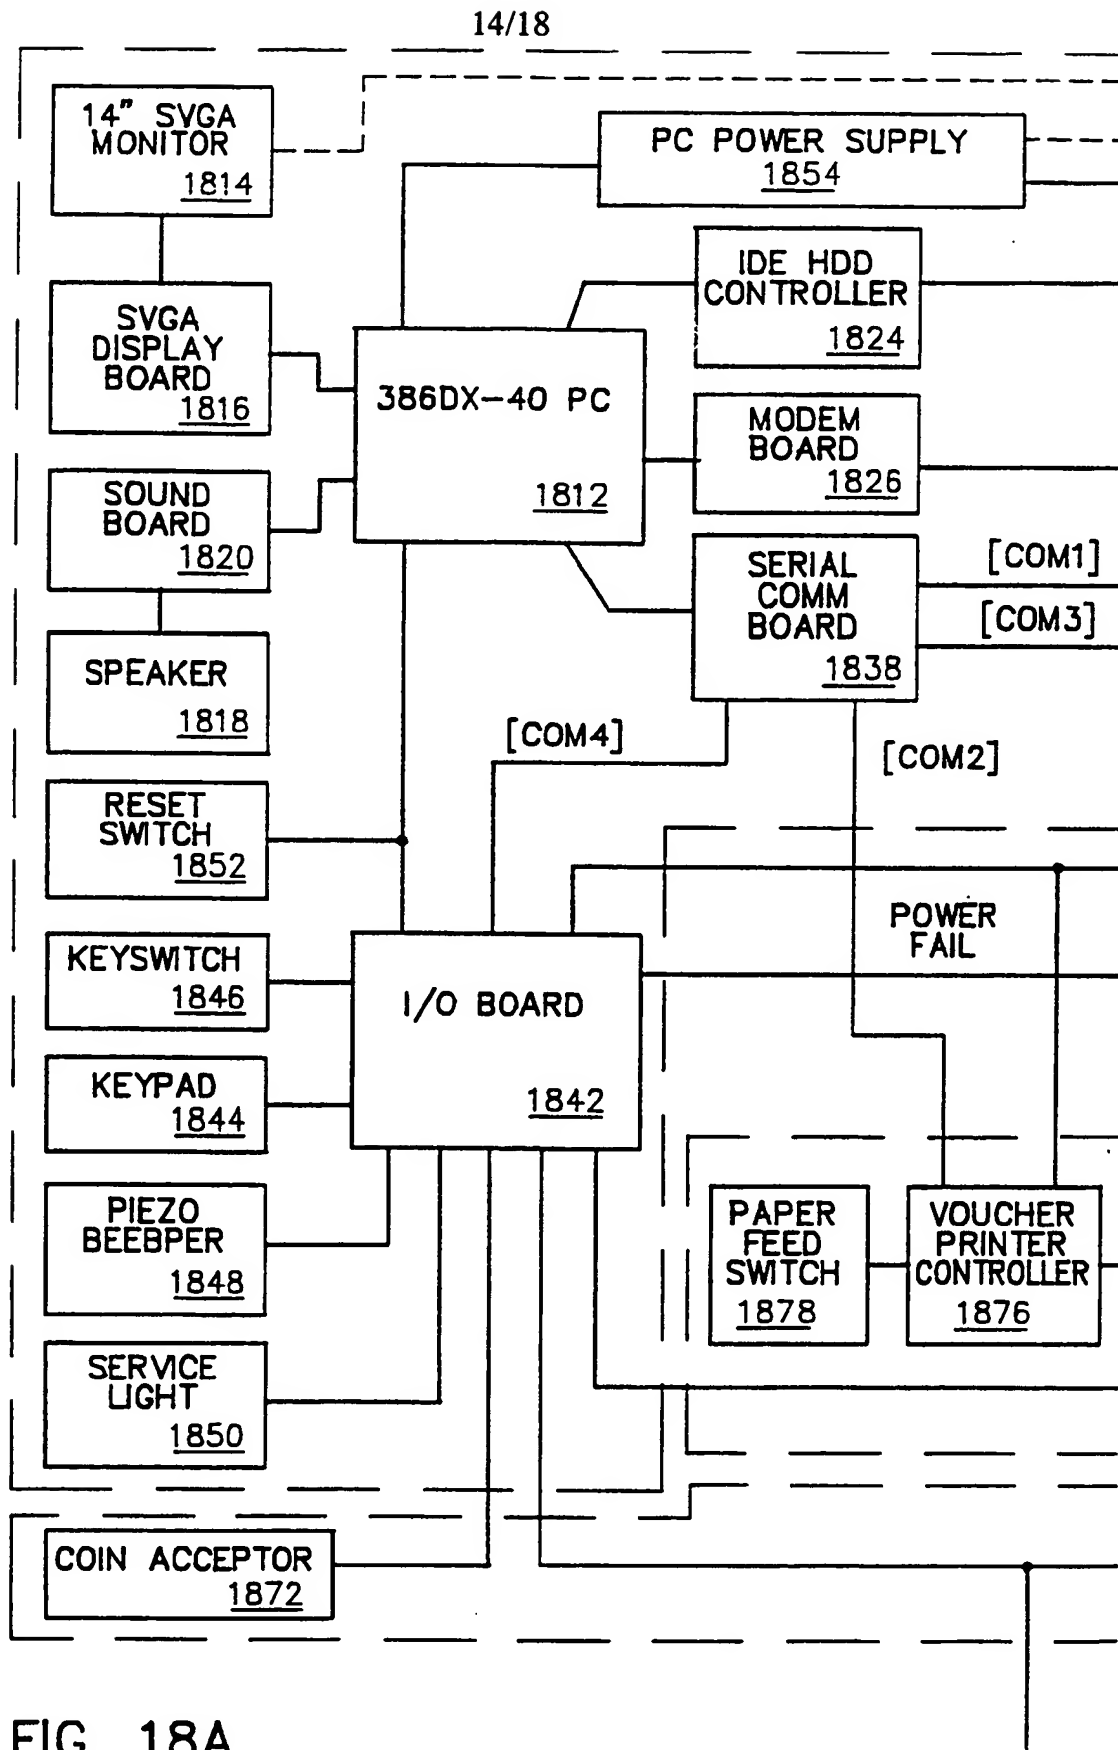 14/18
14" SVGA
MONITOR
1814
PC POWER SUPPLY
1854
IDE HDD
CONTROLLER
1824
SVGA
DISPLAY
BOARD
1816
386DX-40 PC
1812
MODEM
BOARD
1826
SOUND
BOARD
1820
SERIAL
COMM
BOARD
1838
[COM1]
[COM3]
SPEAKER
1818
[COM4]
[COM2]
RESET
SWITCH
1852
POWER
FAIL
KEYSWITCH
1846
I/O BOARD
1842
KEYPAD
1844
PIEZO
BEEBPER
1848
PAPER
FEED
SWITCH
1878
VOUCHER
PRINTER
CONTROLLER
1876
SERVICE
LIGHT
1850
COIN ACCEPTOR
1872
FIG. 18A